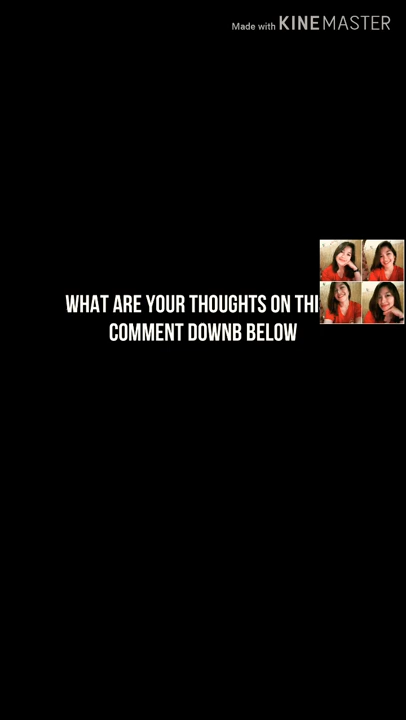 Made with KINEMASTER
WHAT ARE YOUR THOUGHTS ON THI
COMMENT DOWNB BELOW